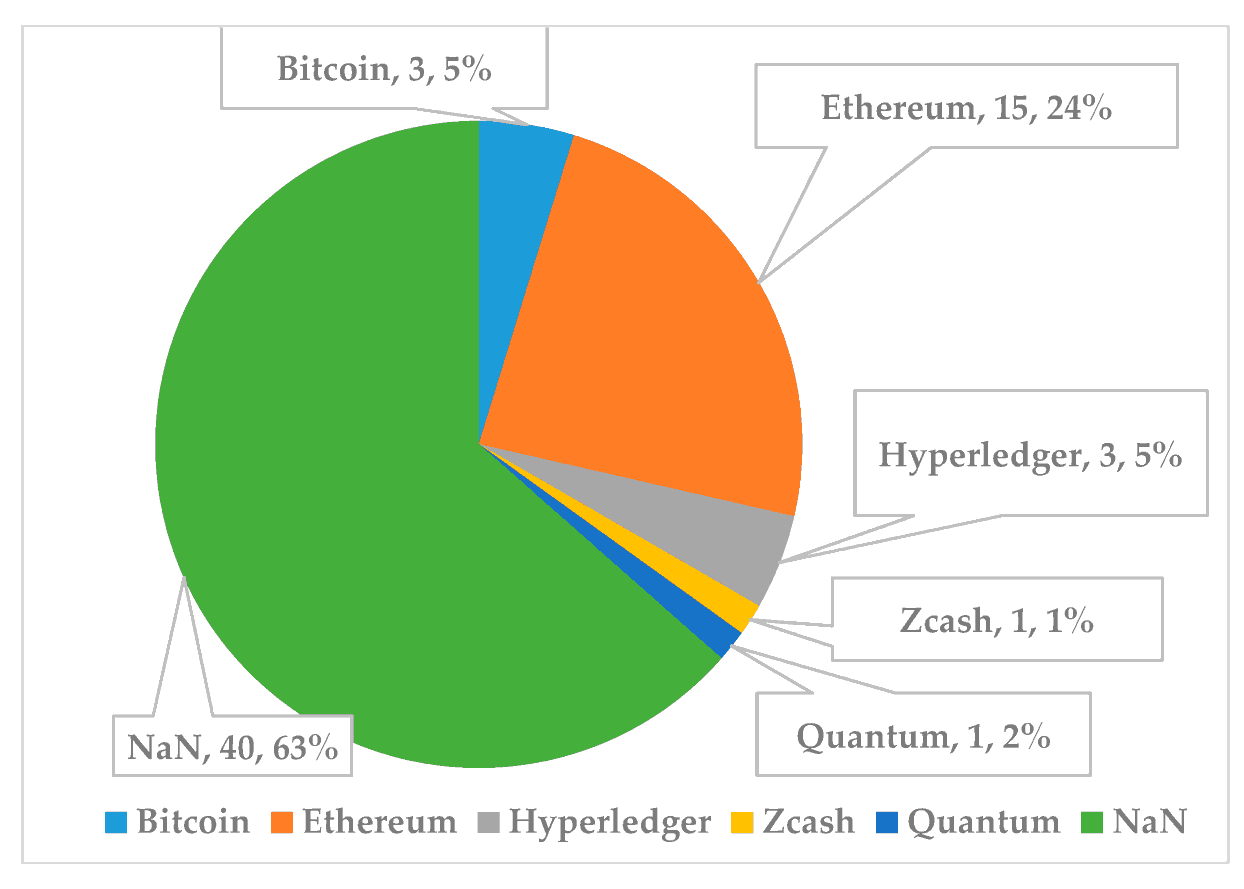 Bitcoin, 3, 5%
Ethereum, 15, 24%
Hyperledger, 3, 5%
Zcash, 1, 1%
Quantum, 1, 2%
NaN, 40, 63%
Bitcoin Ethereum Hyperledger Zcash Quantum NaN